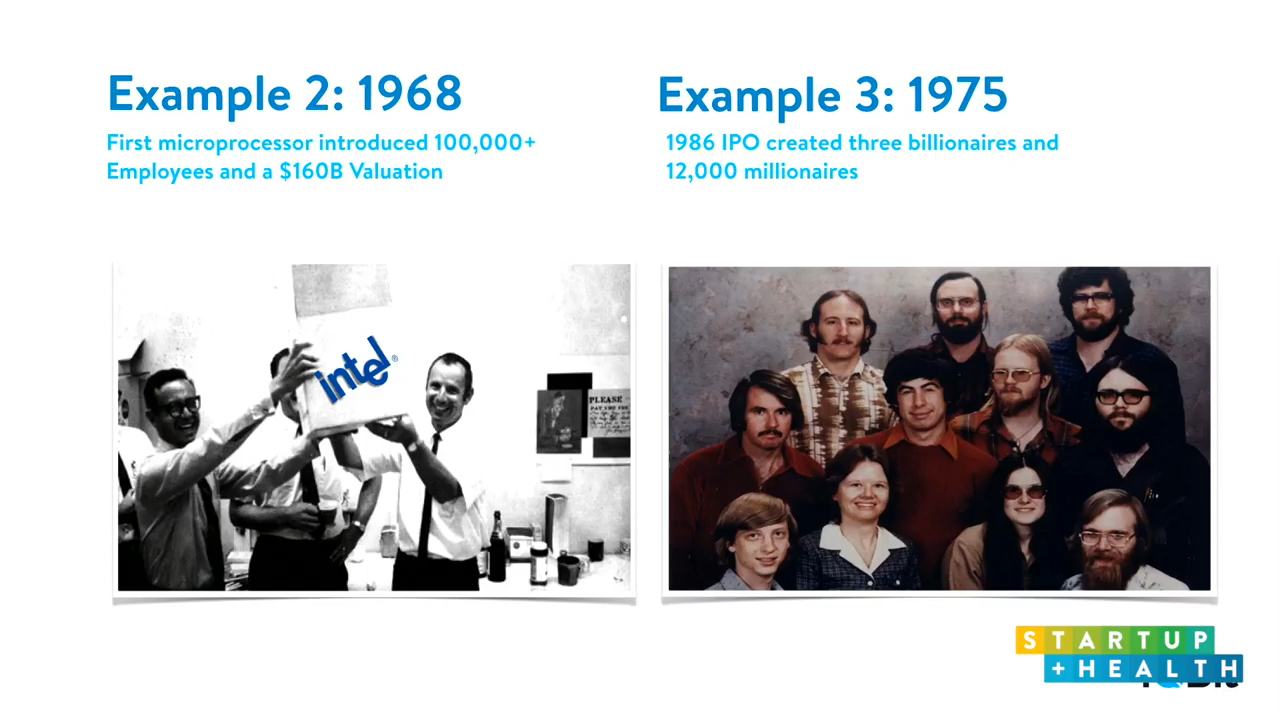 Example 2: 1968
First microprocessor introduced 100,000+
Employees and a $160B Valuation
Example 3: 1975
1986 IPO created three billionaires and
12,000 millionaires
intel®
PLEASE
STARTUP
+HEALTH